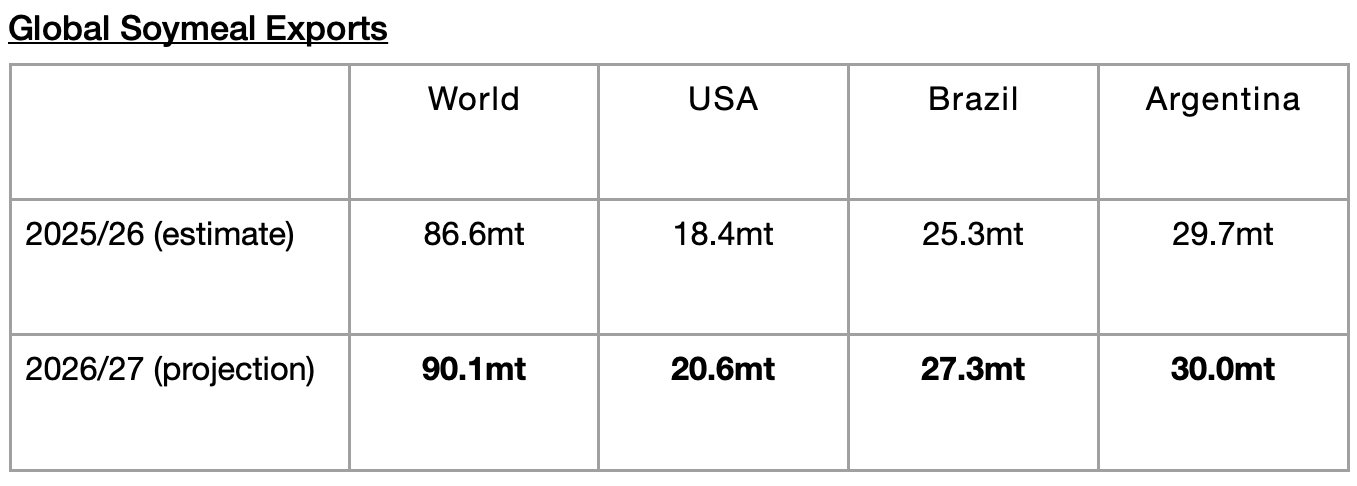 Global Soymeal Exports
World USA Brazil Argentina
2025/26 (estimate) 86.6mt 18.4mt 25.3mt 29.7mt
2026/27 (projection) 90.1mt 20.6mt 27.3mt 30.0mt